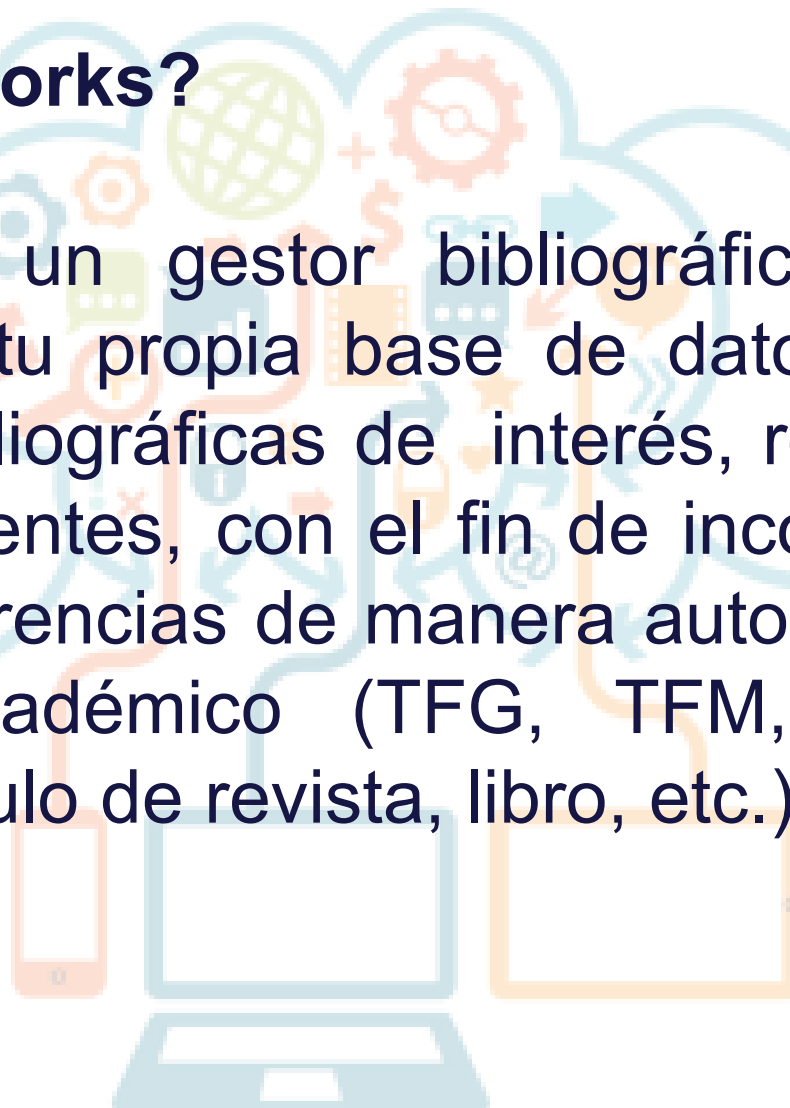 orks?
un gestor bibliográfic
tu propia base de dato
liográficas de interés, r
entes, con el fin de inco
rencias de manera auto
adémico (TFG, TFM,
ulo de revista, libro, etc.)